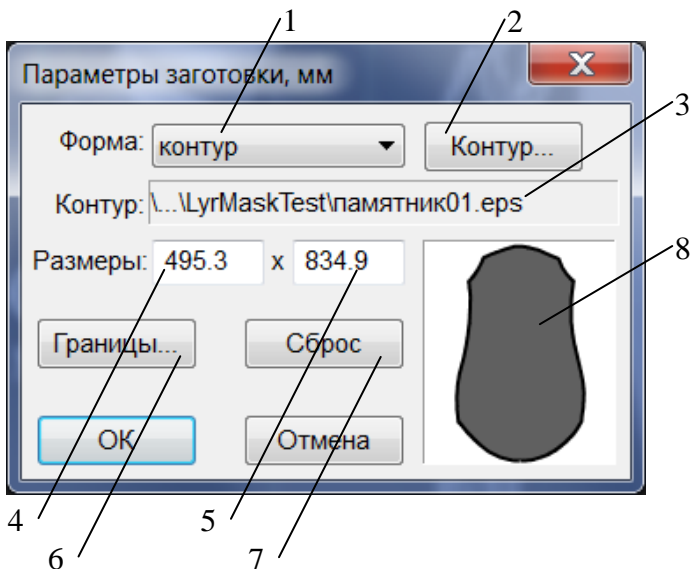 1 2
Параметры заготовки, мм X
3
Форма: контур Контур...
Контур: \...\LyrMaskTest\памятник01.eps
Размеры: 495.3 x 834.9
8
Границы... Сброс
ОК Отмена
4 5
6 7